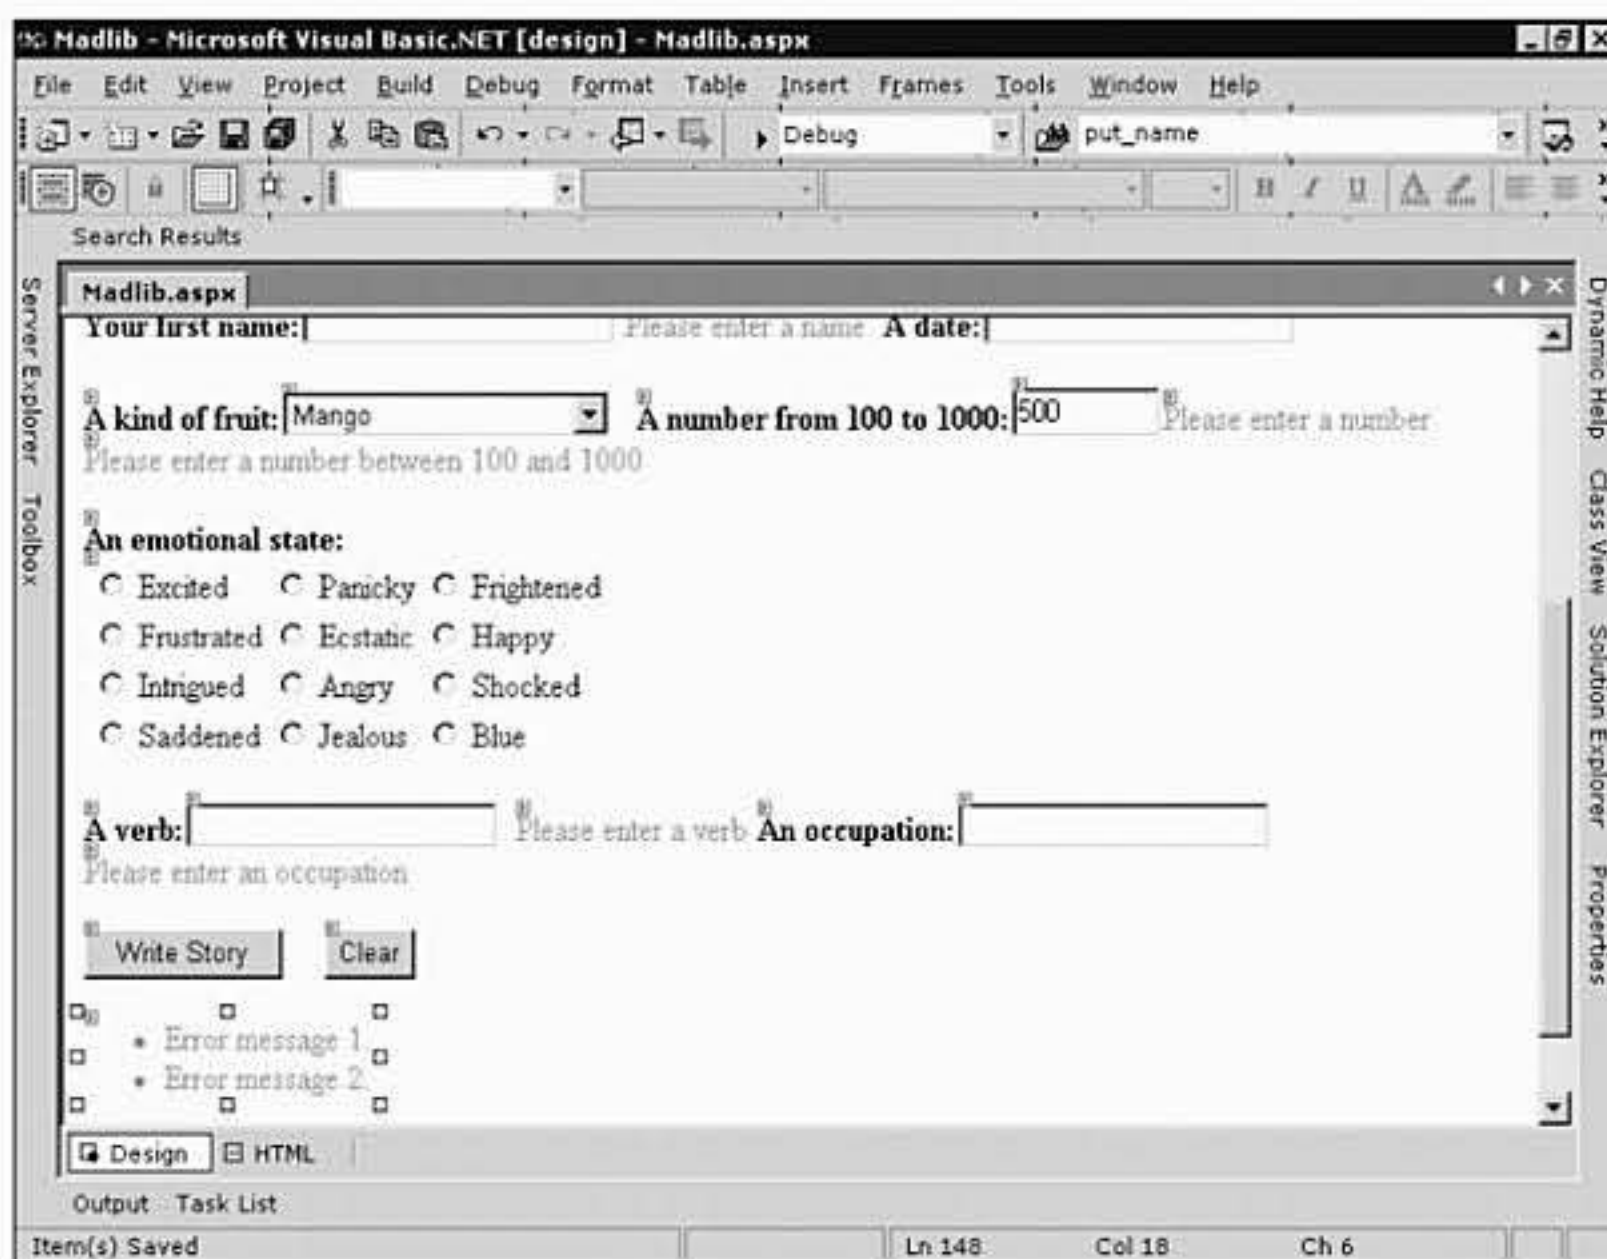 Madlib - Microsoft Visual Basic.NET [design] - Madlib.aspx
File Edit View Project Build Debug Format Table Insert Frames Tools Window Help
Debug put_name
B I U A
Search Results
Server Explorer
Toolbox
Madlib.aspx
Your first name: Please enter a name A date:
A kind of fruit: Mango A number from 100 to 1000: 500 Please enter a number
Please enter a number between 100 and 1000
An emotional state:
Excited Panicky Frightened
Frustrated Ecstatic Happy
Intrigued Angry Shocked
Saddened Jealous Blue
A verb: Please enter a verb An occupation:
Please enter an occupation
Write Story Clear
• Error message 1
• Error message 2
Dynamic Help
Class View
Solution Explorer
Properties
Design HTML
Output Task List
Item(s) Saved Ln 148 Col 18 Ch 6